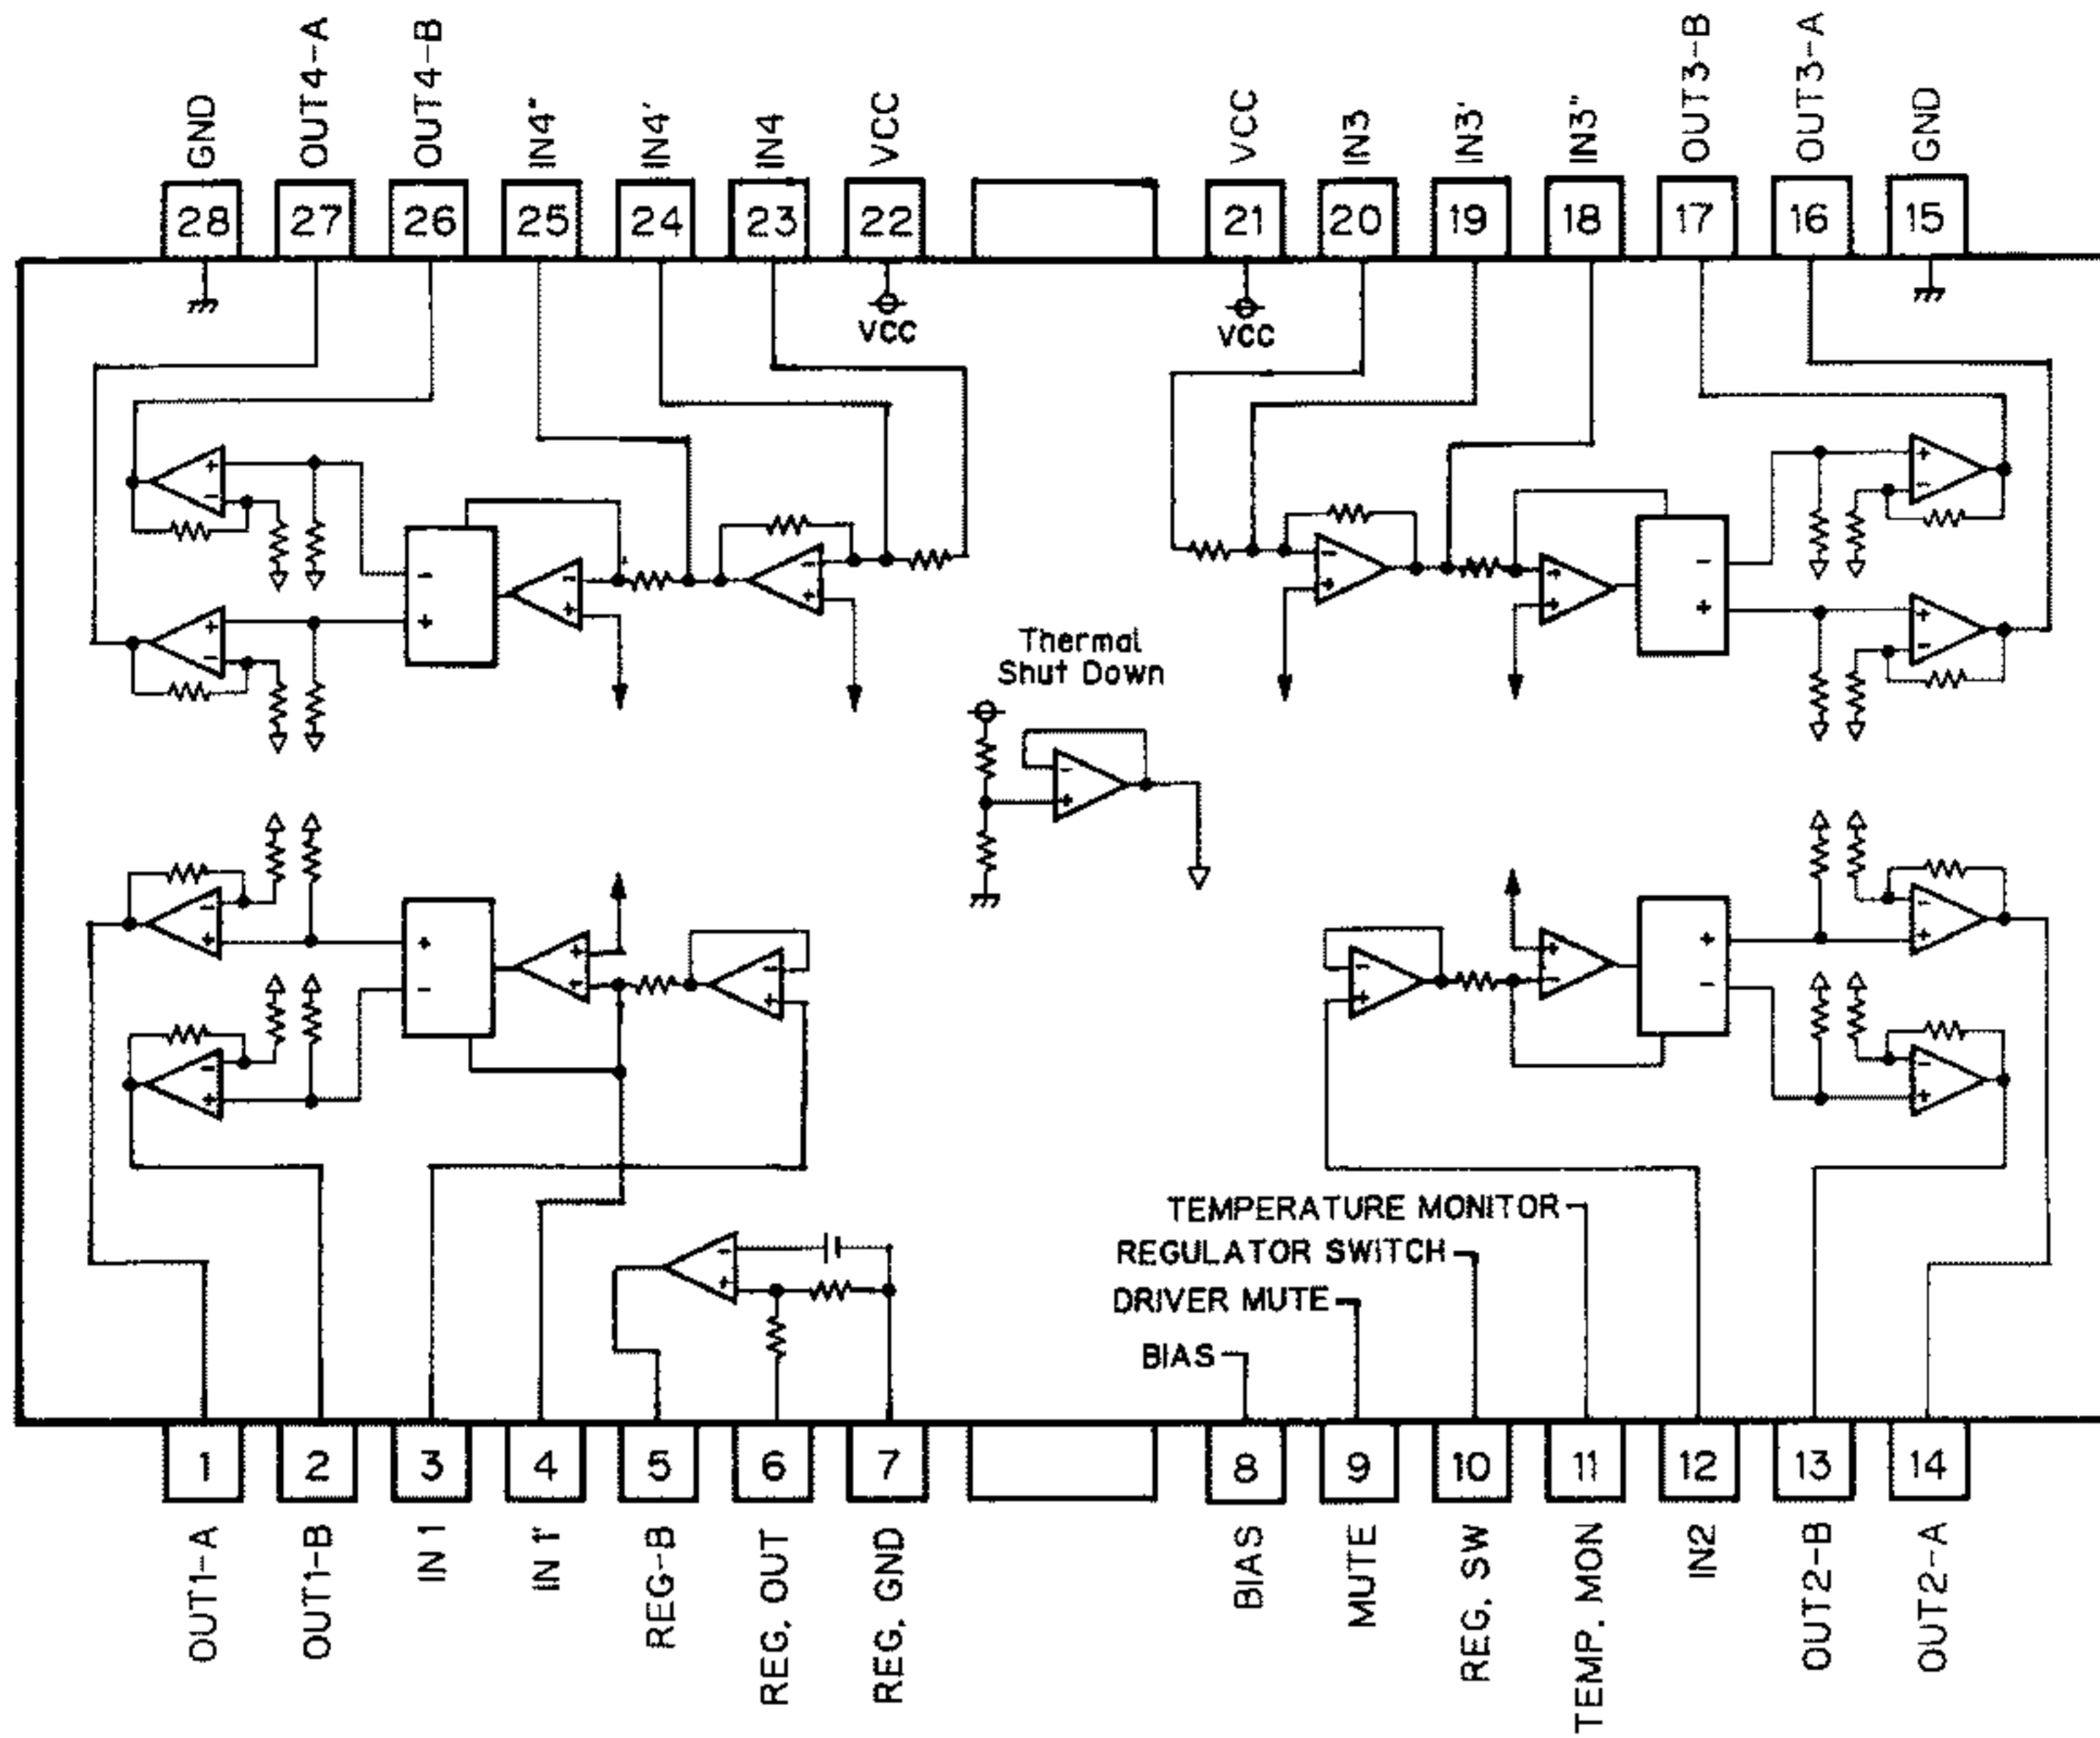 GND
OUT4-A
OUT4-B
IN4"
IN4'
IN4
VCC
VCC
IN3
IN3'
IN3"
OUT3-B
OUT3-A
GND
28
27
26
25
24
23
22
21
20
19
18
17
16
15
VCC
VCC
+
-
-
+
-
+
-
+
-
+
-
+
-
+
-
+
-
+
+
-
+
-
Thermal
Shut Down
-
+
-
+
+
-
+
+
-
+
-
+
-
+
+
-
+
-
-
+
-
+
-
+
TEMPERATURE MONITOR
REGULATOR SWITCH
DRIVER MUTE
BIAS
-
+
1
2
3
4
5
6
7
8
9
10
11
12
13
14
OUT1-A
OUT1-B
IN 1
IN 1'
REG-B
REG. OUT
REG. GND
BIAS
MUTE
REG. SW
TEMP. MON
IN2
OUT2-B
OUT2-A